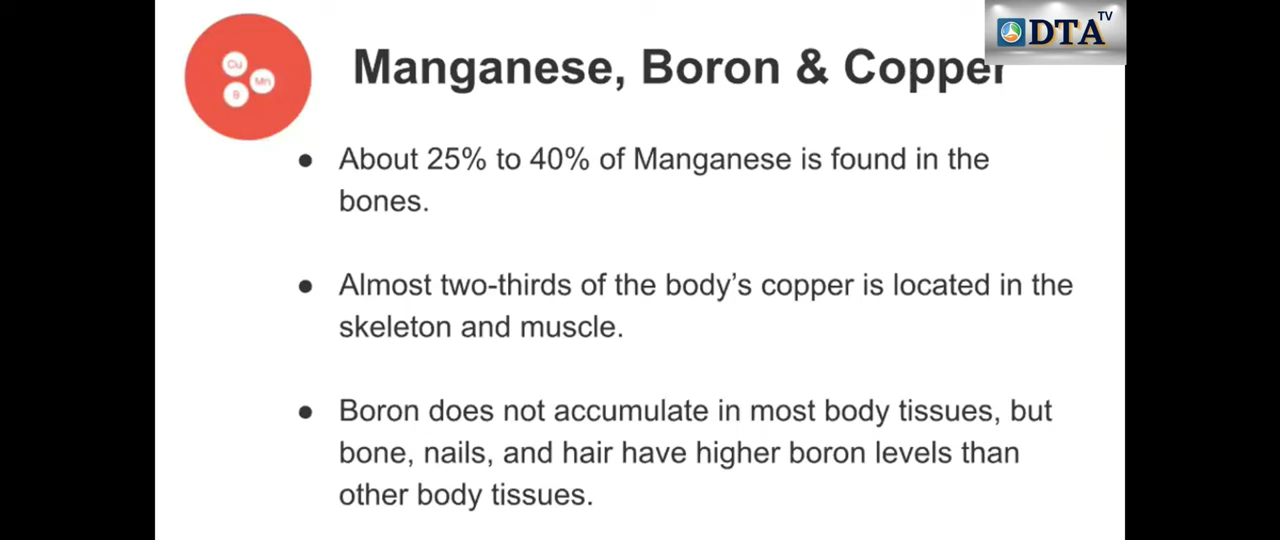 DTA TV
Cu
Mn
B
Manganese, Boron & Copper
● About 25% to 40% of Manganese is found in the
bones.
● Almost two-thirds of the body's copper is located in the
skeleton and muscle.
● Boron does not accumulate in most body tissues, but
bone, nails, and hair have higher boron levels than
other body tissues.